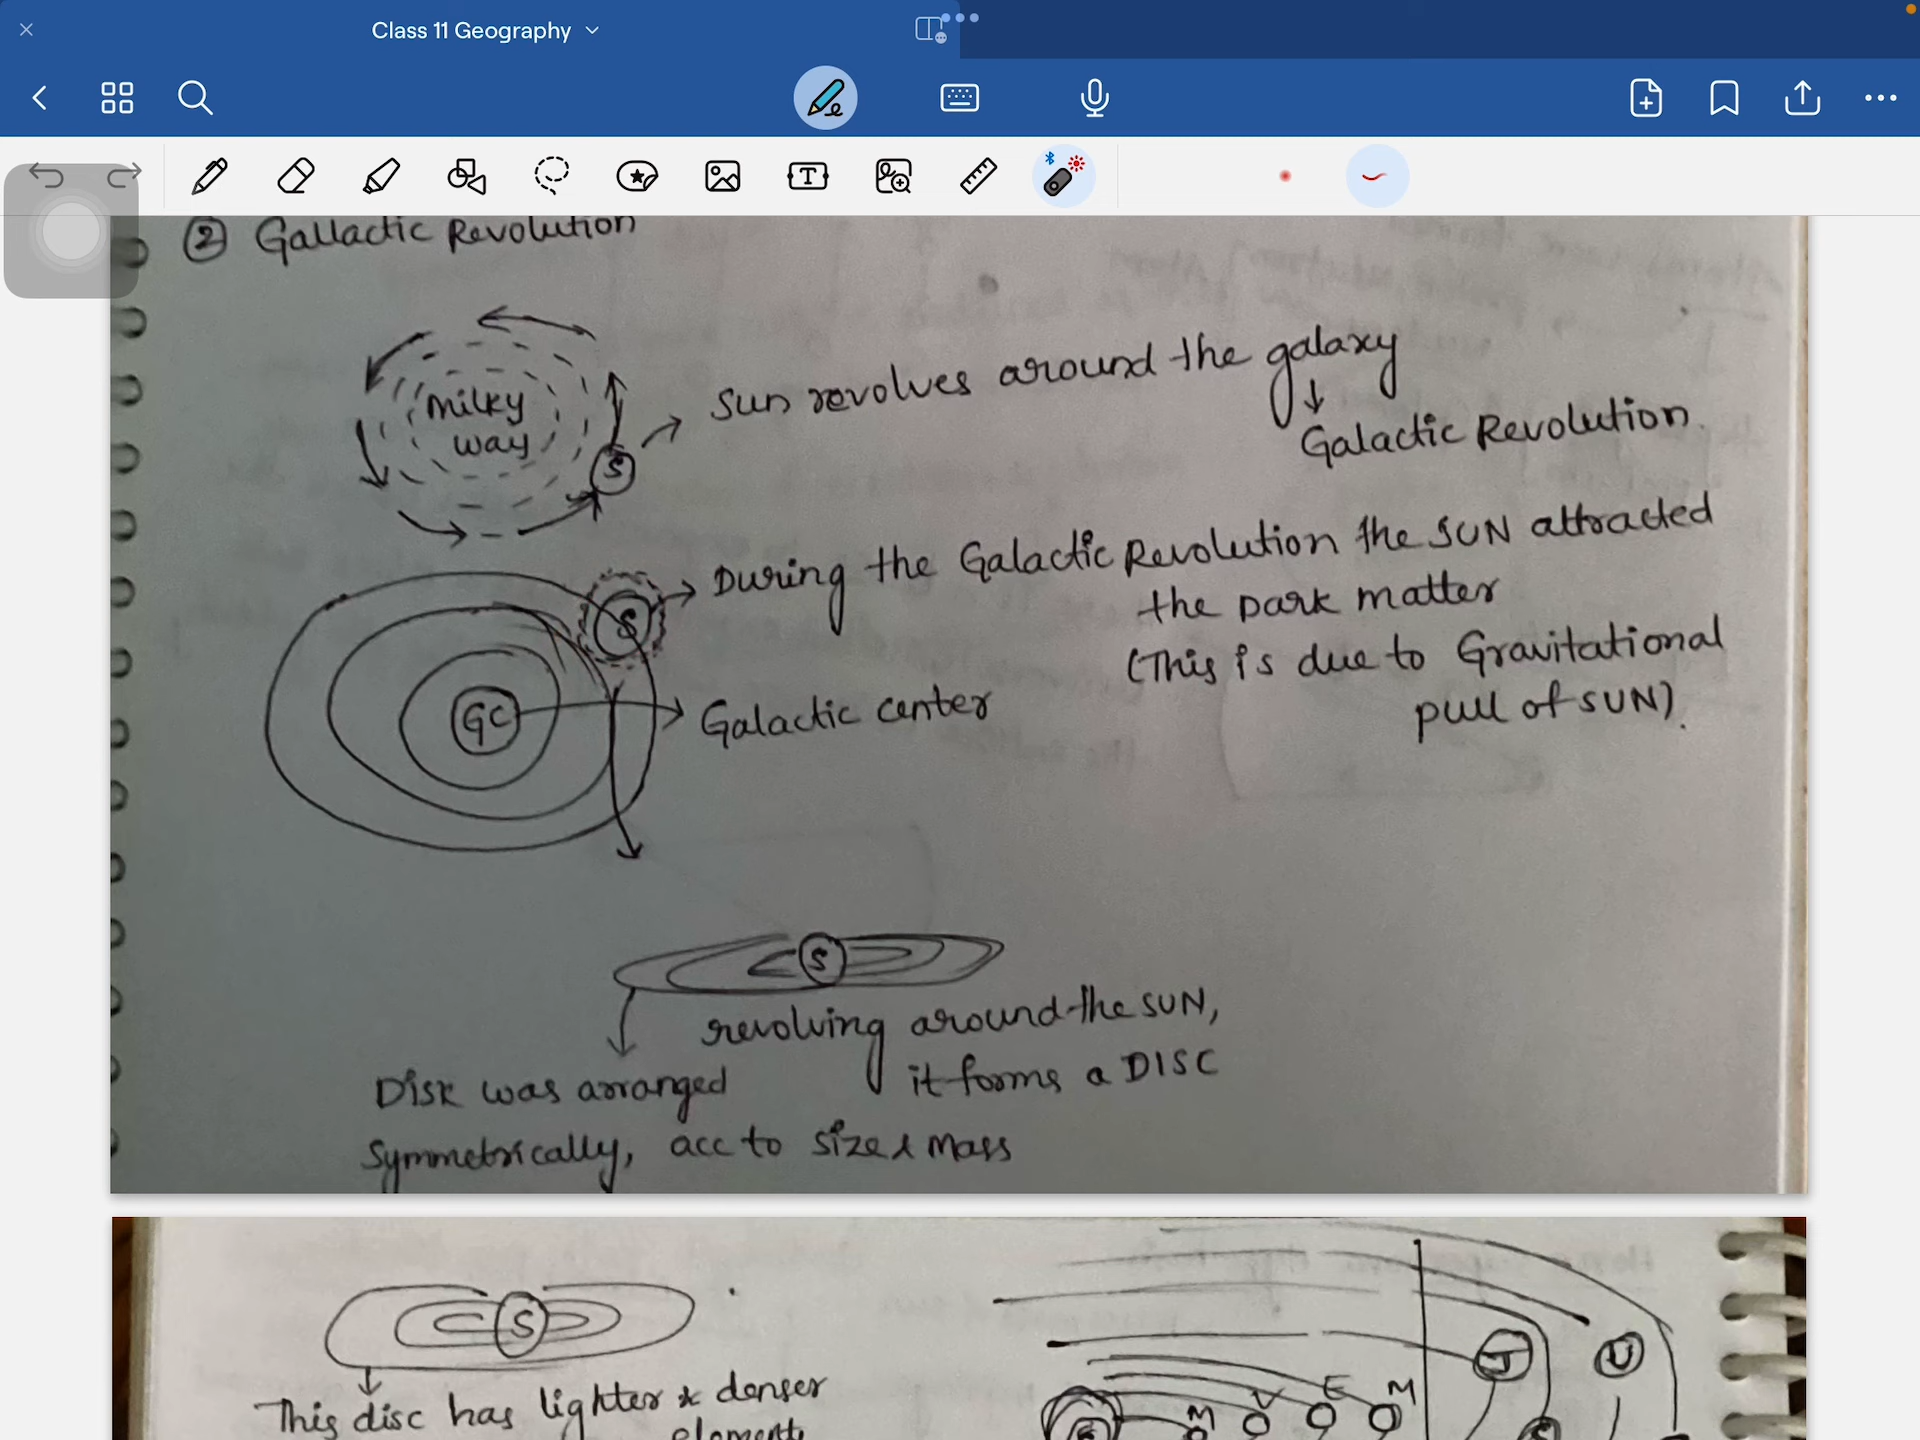 Class 11 Geography
② Gallactic Revolution
milky
way
S
Sun revolves around the galaxy
Galactic Revolution.
During the Galactic Revolution the SUN attracted
the Dark matter
(This is due to Gravitational
pull of SUN).
S
GC
Galactic center
S
revolving around the SUN,
it forms a DISC
Disk was arranged
symmetrically, acc to size & mass
S
This disc has lighter & denser
elements
M V E M
J U
S